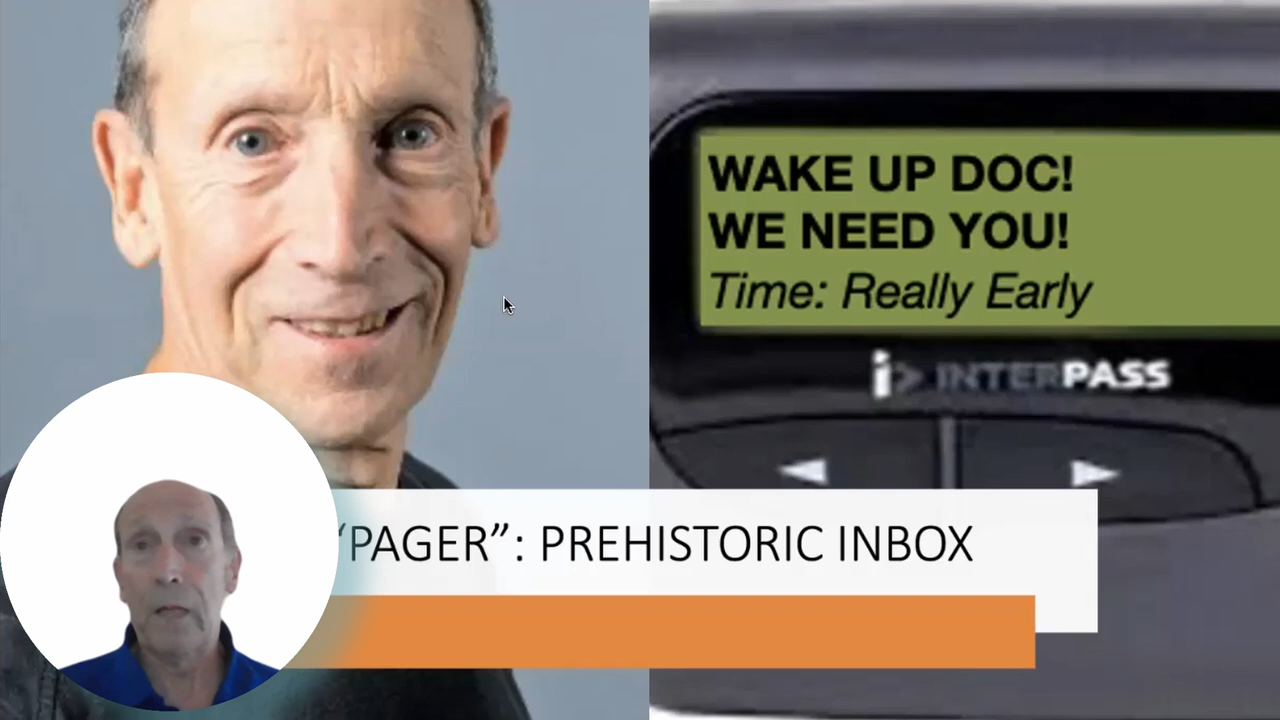 WAKE UP DOC!
WE NEED YOU!
Time: Really Early
i> INTERPASS
“PAGER”: PREHISTORIC INBOX